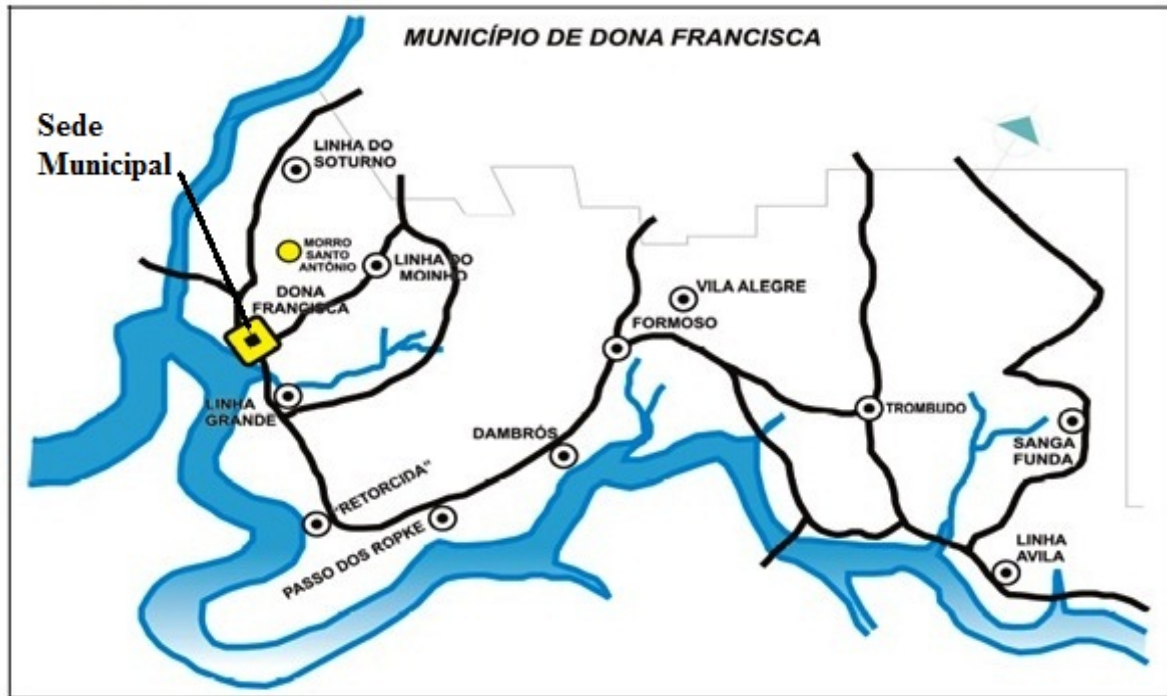 MUNICÍPIO DE DONA FRANCISCA
Sede
Municipal
LINHA DO
SOTURNO
MORRO
SANTO
ANTÔNIO
LINHA DO
MOINHO
DONA
FRANCISCA
VILA ALEGRE
FORMOSO
LINHA
GRANDE
TROMBUDO
DAMBRÓS
SANGA
FUNDA
"RETORCIDA"
PASSO DOS ROPKE
LINHA
AVILA